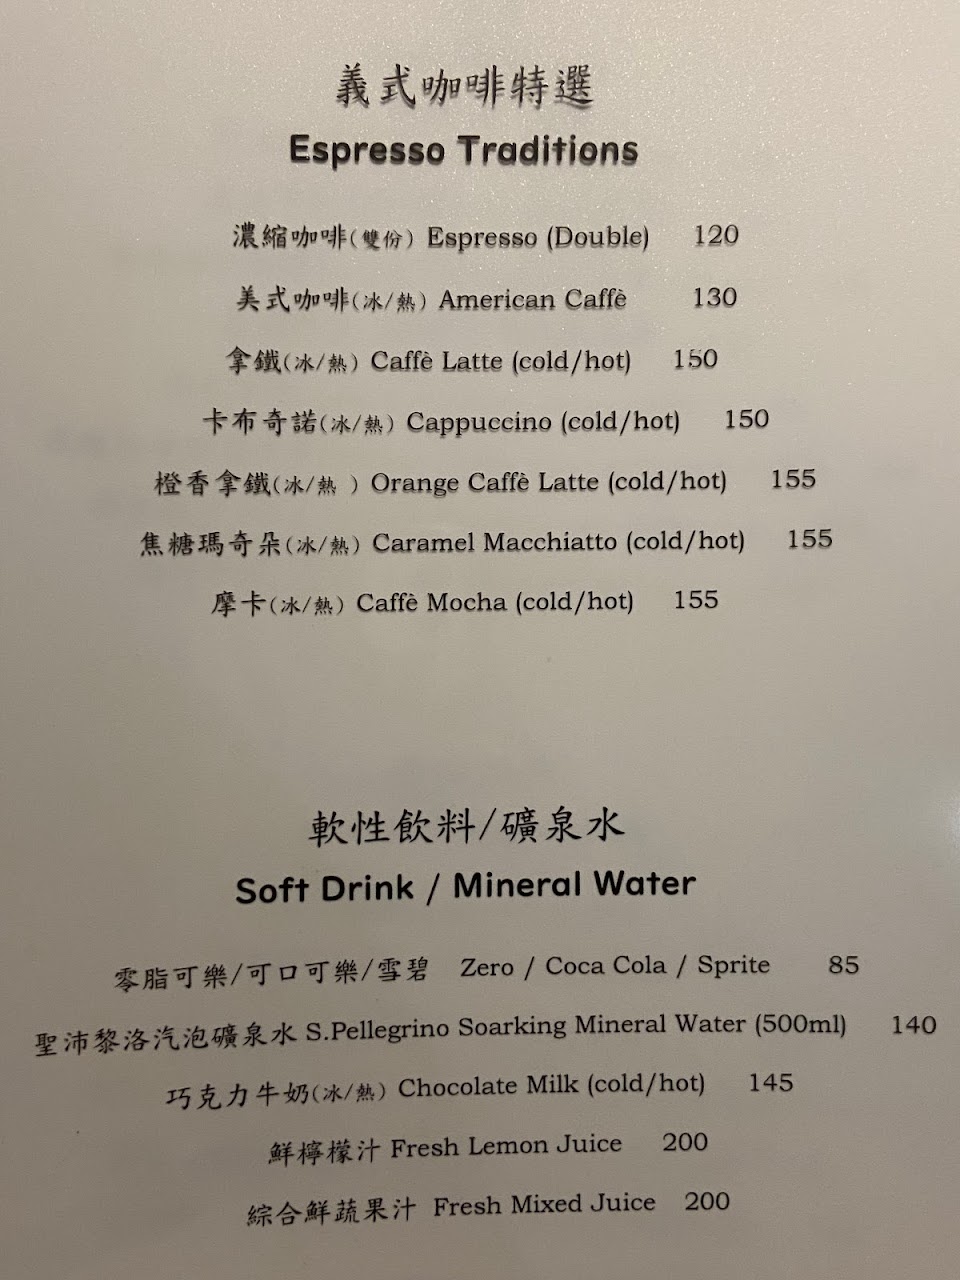 義式咖啡特選
Espresso Traditions
濃縮咖啡(雙份) Espresso (Double) 120
美式咖啡(冰/熱) American Caffè 130
拿鐵(冰/熱) Caffè Latte (cold/hot) 150
卡布奇諾(冰/熱) Cappuccino (cold/hot) 150
橙香拿鐵(冰/熱 ) Orange Caffè Latte (cold/hot) 155
焦糖瑪奇朵(冰/熱) Caramel Macchiatto (cold/hot) 155
摩卡(冰/熱) Caffè Mocha (cold/hot) 155
軟性飲料/礦泉水
Soft Drink / Mineral Water
零脂可樂/可口可樂/雪碧 Zero / Coca Cola / Sprite 85
聖沛黎洛汽泡礦泉水 S.Pellegrino Soarking Mineral Water (500ml) 140
巧克力牛奶(冰/熱) Chocolate Milk (cold/hot) 145
鮮檸檬汁 Fresh Lemon Juice 200
綜合鮮蔬果汁 Fresh Mixed Juice 200